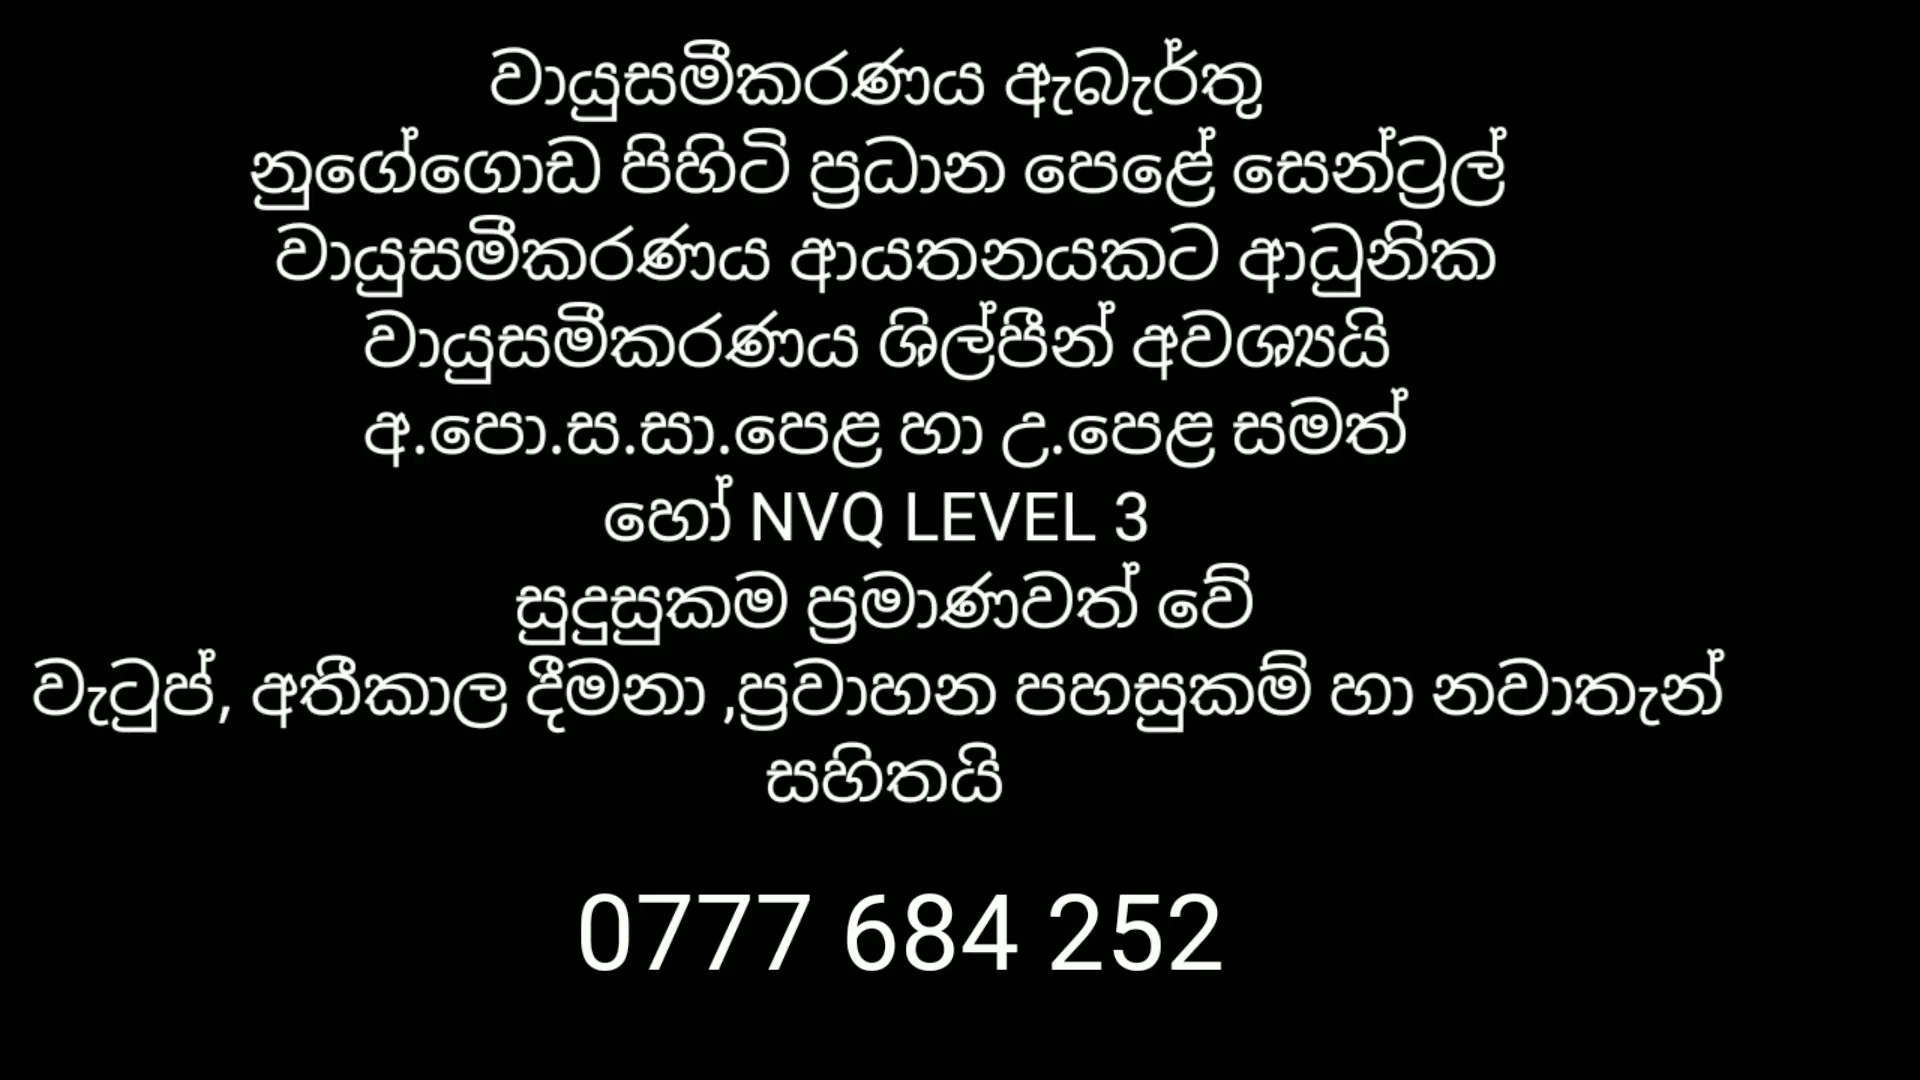 වායුසමීකරණය ඇබෑර්තු
නුගේගොඩ පිහිටි ප්‍රධාන පෙළේ සෙන්ට්‍රල්
වායුසමීකරණය ආයතනයකට ආධුනික
වායුසමීකරණය ශිල්පීන් අවශ්‍යයි
අ.පො.ස.සා.පෙළ හා උ.පෙළ සමත්
හෝ NVQ LEVEL 3
සුදුසුකම ප්‍රමාණවත් වේ
වැටුප්, අතීකාල දීමනා ,ප්‍රවාහන පහසුකම් හා නවාතැන්
සහිතයි
0777 684 252